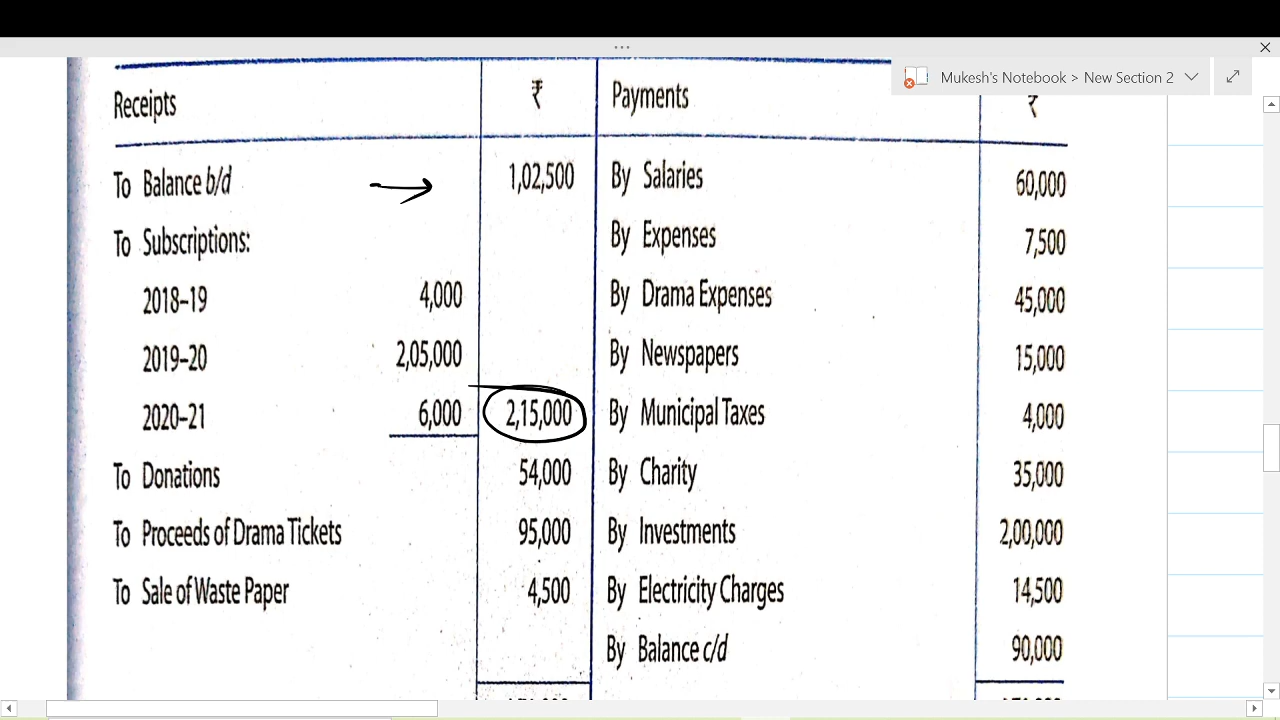 Mukesh's Notebook > New Section 2
Receipts ₹ Payments ₹
To Balance b/d 1,02,500 By Salaries 60,000
To Subscriptions: By Expenses 7,500
2018–19 4,000 By Drama Expenses 45,000
2019–20 2,05,000 By Newspapers 15,000
2020–21 6,000 2,15,000 By Municipal Taxes 4,000
To Donations 54,000 By Charity 35,000
To Proceeds of Drama Tickets 95,000 By Investments 2,00,000
To Sale of Waste Paper 4,500 By Electricity Charges 14,500
By Balance c/d 90,000